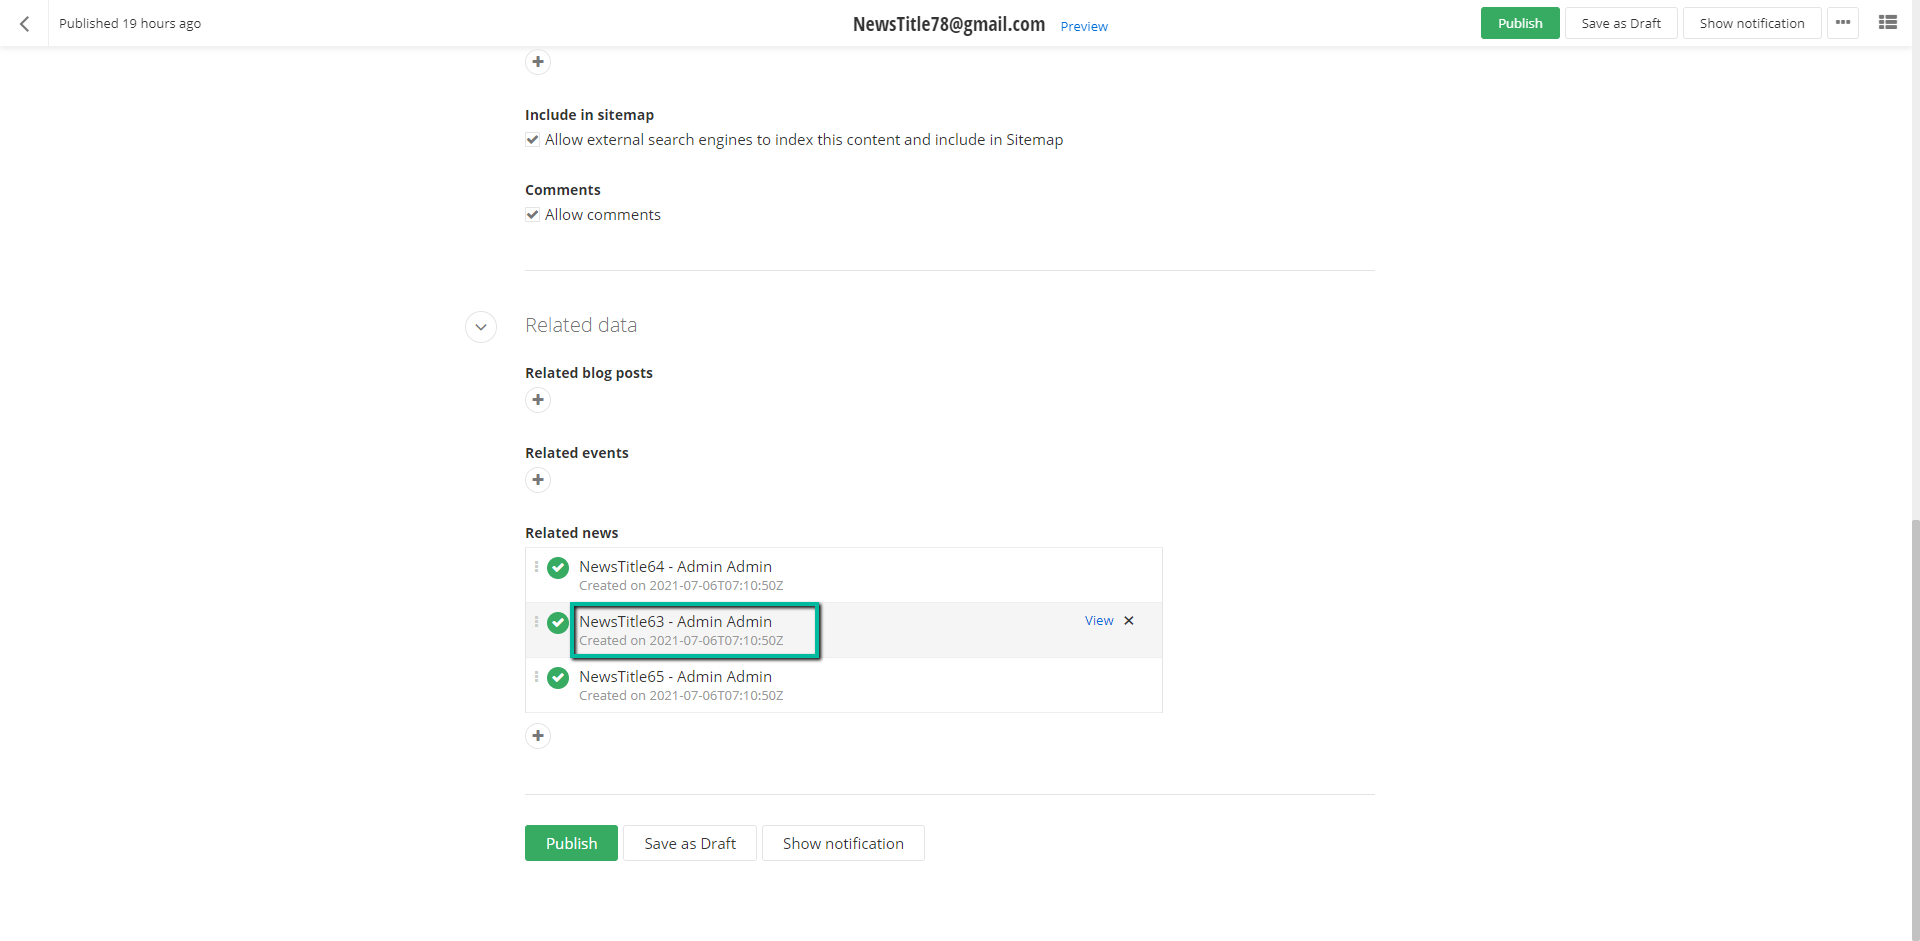 Published 19 hours ago
NewsTitle78@gmail.com Preview
Publish Save as Draft Show notification
Include in sitemap
Allow external search engines to index this content and include in Sitemap
Comments
Allow comments
Related data
Related blog posts
Related events
Related news
NewsTitle64 - Admin Admin
Created on 2021-07-06T07:10:50Z
NewsTitle63 - Admin Admin View
Created on 2021-07-06T07:10:50Z
NewsTitle65 - Admin Admin
Created on 2021-07-06T07:10:50Z
Publish Save as Draft Show notification